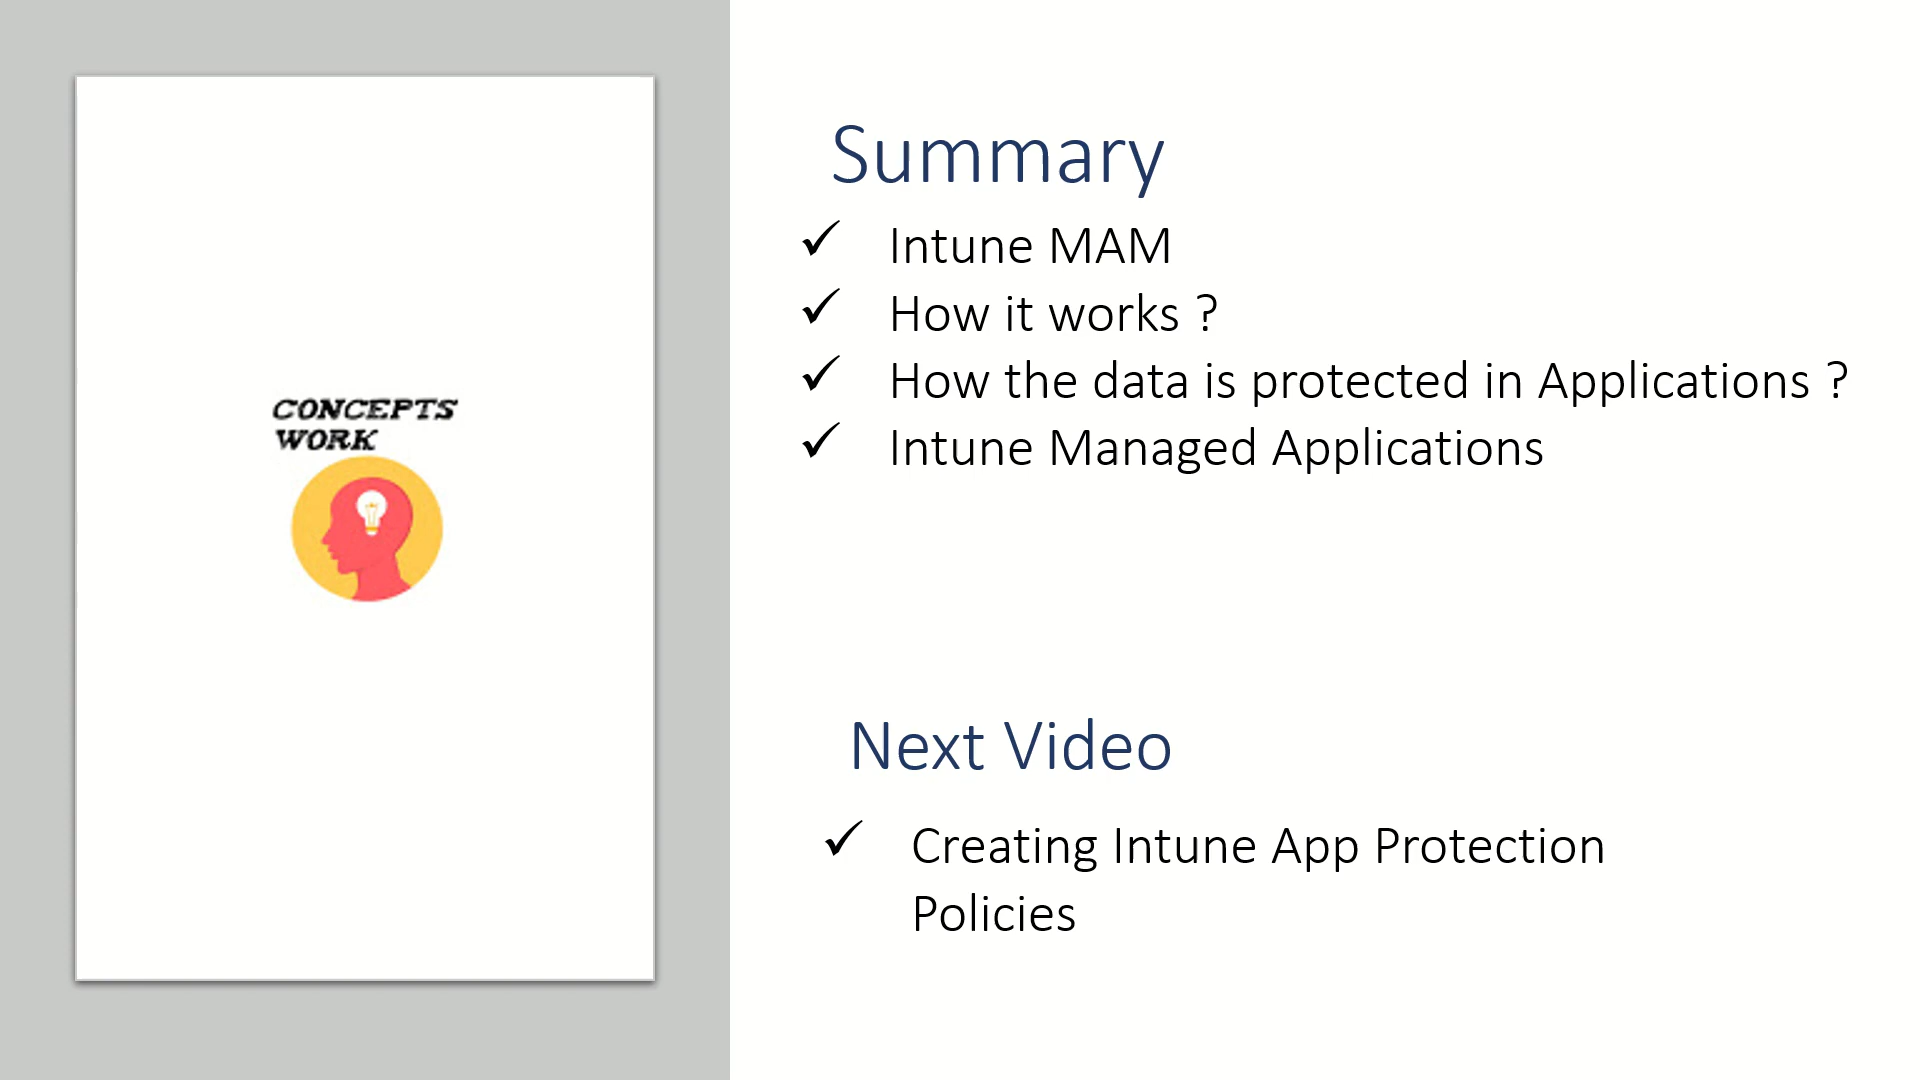 CONCEPTS
WORK
Summary
✓ Intune MAM
✓ How it works ?
✓ How the data is protected in Applications ?
✓ Intune Managed Applications
Next Video
✓ Creating Intune App Protection
Policies